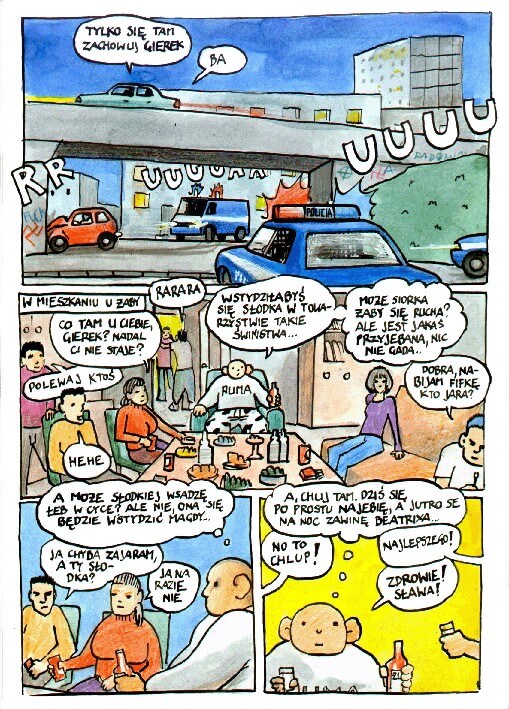 TYLKO SIĘ TAM
ZACHOWUJ GIEREK
BA
UUUU
RR
UUUUAAA
POLICJA
W MIESZKANIU U ŻABY
RARARA
CO TAM U CIEBIE,
GIEREK? NADAL
CI NIE STAJE?
WSTYDZIŁABYŚ
SIĘ SŁODKA W TOWA-
RZYSTWIE TAKIE
ŚWIŃSTWA...
MOŻE SIORKA
ŻABY SIĘ RUCHA?
ALE JEST JAKAŚ
PRZYJEBANA, NIC
NIE GADA..
POLEWAJ KTOŚ
RUMA
DOBRA, NA-
BIJAM FIFKĘ
KTO JARA?
HEHE
A MOŻE SŁODKIEJ WSADZĘ
ŁEB W CYCE? ALE NIE, ONA SIĘ
BĘDZIE WSTYDZIĆ MAGDY..
JA CHYBA ZAJARAM,
A TY SŁO-
DKA?
JA NA
RAZIE
NIE
A, CHUJ TAM. DZIŚ SIĘ
PO PROSTU NAJEBIĘ, A JUTRO SE
NA NOC ZAWINĘ BEATRIXA...
NO TO
CHLUP!
NAJLEPSZEGO!
ZDROWIE!
SŁAWA!